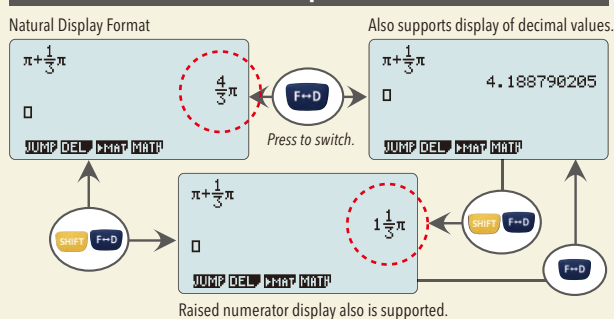 Natural Display Format
Also supports display of decimal values.
π+1/3π
4/3π
JUMP DEL ▶MAT MATH
F↔D
Press to switch.
π+1/3π
4.188790205
JUMP DEL ▶MAT MATH
SHIFT F↔D
π+1/3π
1 1/3π
JUMP DEL ▶MAT MATH
SHIFT F↔D
F↔D
Raised numerator display also is supported.